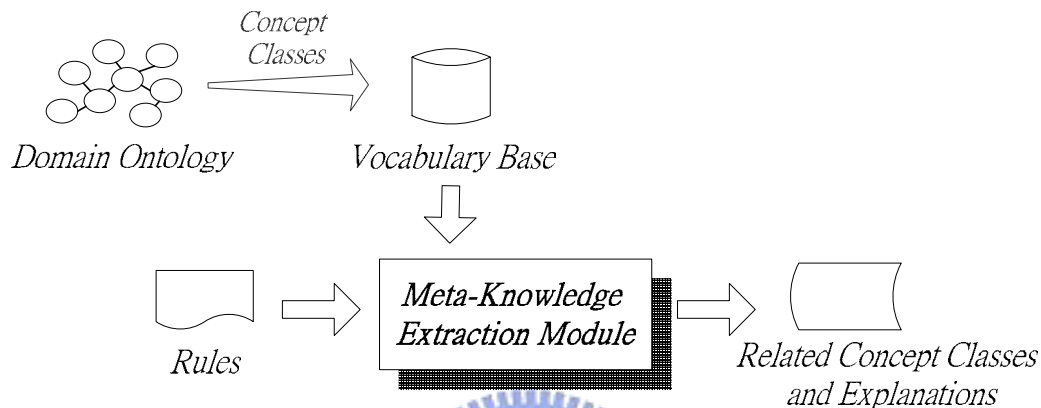 Concept
Classes
Domain Ontology
Vocabulary Base
Meta-Knowledge
Extraction Module
Rules
Related Concept Classes
and Explanations